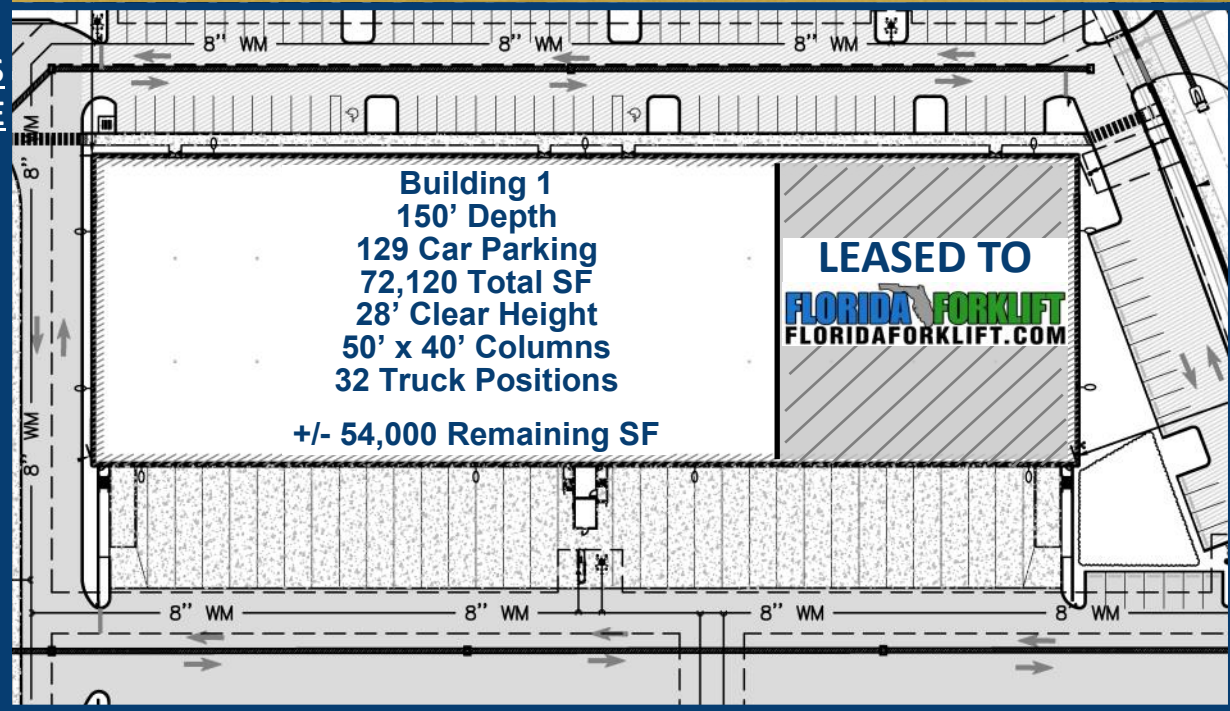 8" WM
8" WM
8" WM
8" WM
Building 1
150' Depth
129 Car Parking
72,120 Total SF
28' Clear Height
50' x 40' Columns
32 Truck Positions
+/- 54,000 Remaining SF
LEASED TO
FLORIDA FORKLIFT
FLORIDAFORKLIFT.COM
8" WM
8" WM
8" WM
8" WM
8" WM